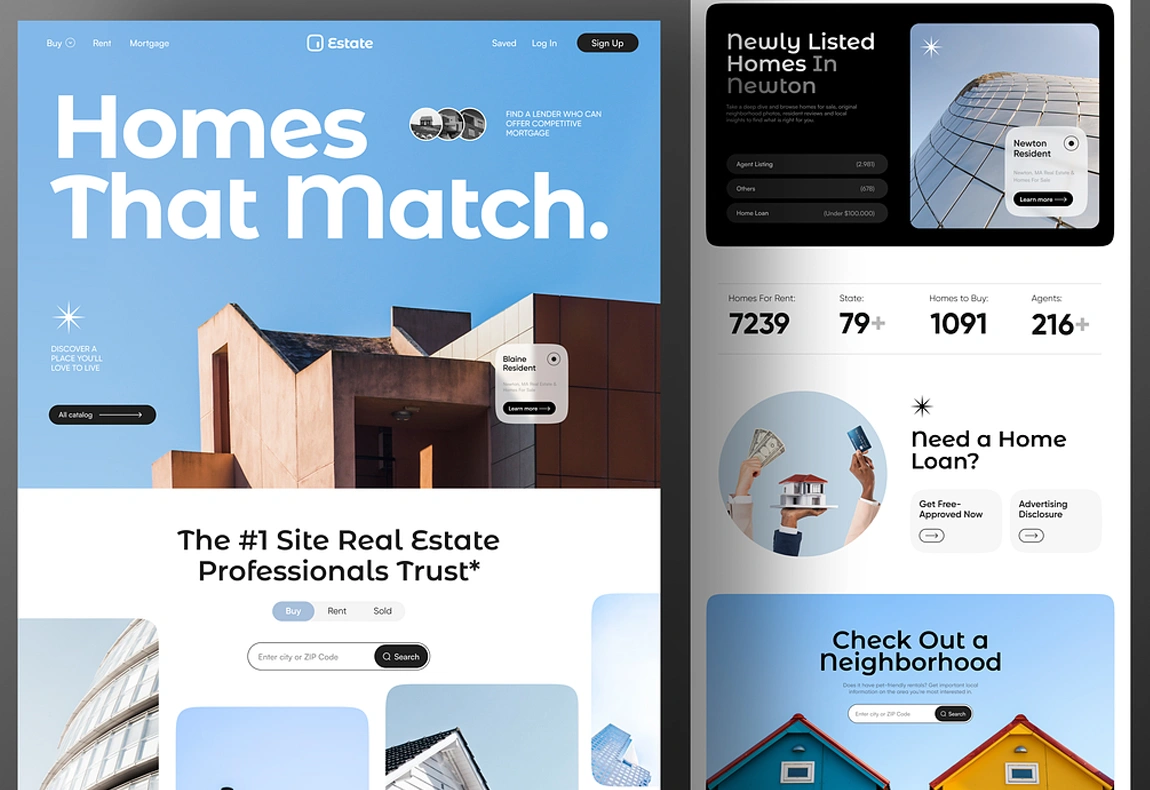 Buy
Rent
Mortgage
Estate
Saved
Log In
Sign Up
Homes
That Match.
FIND A LENDER WHO CAN
OFFER COMPETITIVE
MORTGAGE
DISCOVER A
PLACE YOU'LL
LOVE TO LIVE
All catalog
Blaine
Resident
Newton, MA Real Estate &
Homes For Sale
Learn more
The #1 Site Real Estate
Professionals Trust*
Buy
Rent
Sold
Enter city or ZIP Code
Search
Newly Listed
Homes In
Newton
Take a deep dive and browse homes for sale, original
neighborhood photos, resident reviews and local
insights to find what is right for you.
Agent Listing (2.981)
Others (678)
Home Loan (Under $100.000)
Newton
Resident
Newton, MA Real Estate &
Homes For Sale
Learn more
Homes For Rent:
7239
State:
79+
Homes to Buy:
1091
Agents:
216+
Need a Home
Loan?
Get Free-
Approved Now
Advertising
Disclosure
Check Out a
Neighborhood
Does it have pet-friendly rentals? Get important local
information on the area you're most interested in.
Enter city or ZIP Code
Search